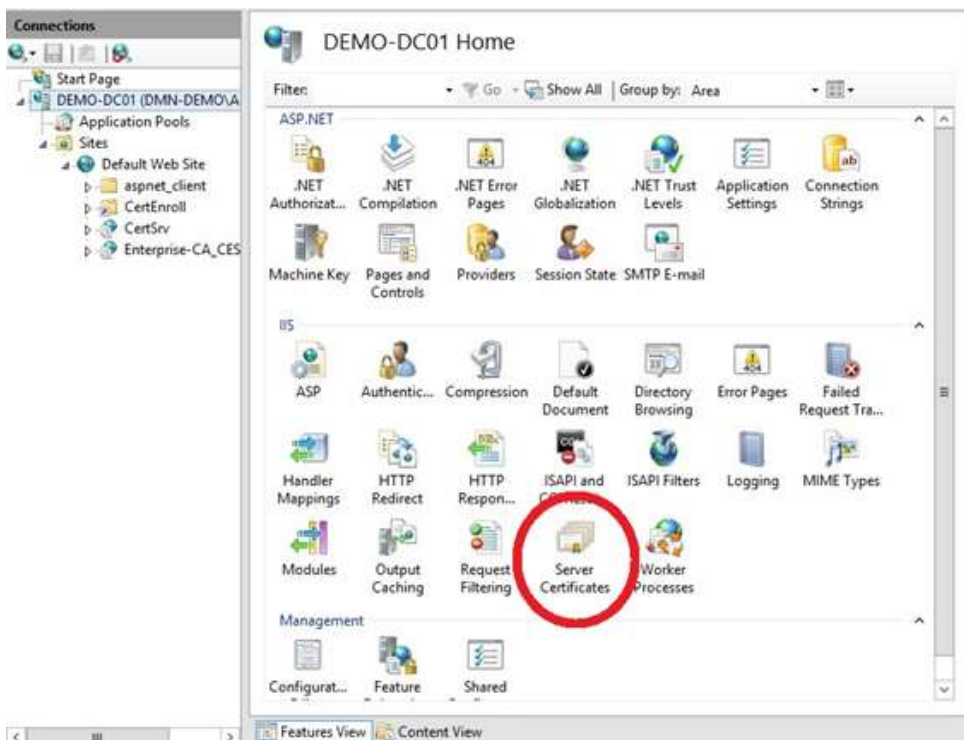 Connections
Start Page
DEMO-DC01 (DMN-DEMO\A
Application Pools
Sites
Default Web Site
aspnet_client
CertEnroll
CertSrv
Enterprise-CA_CES
DEMO-DC01 Home
Filter: Go Show All Group by: Area
ASP.NET
.NET Authorizat...
.NET Compilation
.NET Error Pages
.NET Globalization
.NET Trust Levels
Application Settings
Connection Strings
Machine Key
Pages and Controls
Providers
Session State
SMTP E-mail
IIS
ASP
Authentic...
Compression
Default Document
Directory Browsing
Error Pages
Failed Request Tra...
Handler Mappings
HTTP Redirect
HTTP Respon...
ISAPI and
ISAPI Filters
Logging
MIME Types
Modules
Output Caching
Request Filtering
Server Certificates
Worker Processes
Management
Configurat...
Feature
Shared
Features View
Content View